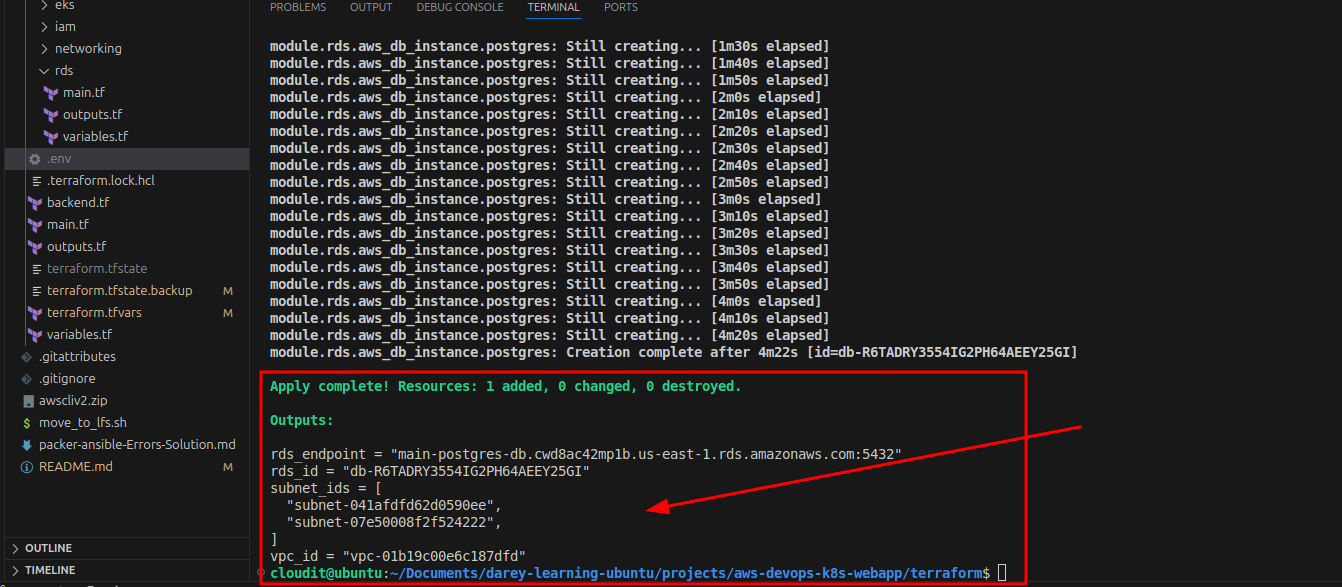 eks
iam
networking
rds
main.tf
outputs.tf
variables.tf
.env
.terraform.lock.hcl
backend.tf
main.tf
outputs.tf
terraform.tfstate
terraform.tfstate.backup M
terraform.tfvars M
variables.tf
.gitattributes
.gitignore
awscliv2.zip
move_to_lfs.sh
packer-ansible-Errors-Solution.md
README.md M
OUTLINE
TIMELINE
PROBLEMS OUTPUT DEBUG CONSOLE TERMINAL PORTS
module.rds.aws_db_instance.postgres: Still creating... [1m30s elapsed]
module.rds.aws_db_instance.postgres: Still creating... [1m40s elapsed]
module.rds.aws_db_instance.postgres: Still creating... [1m50s elapsed]
module.rds.aws_db_instance.postgres: Still creating... [2m0s elapsed]
module.rds.aws_db_instance.postgres: Still creating... [2m10s elapsed]
module.rds.aws_db_instance.postgres: Still creating... [2m20s elapsed]
module.rds.aws_db_instance.postgres: Still creating... [2m30s elapsed]
module.rds.aws_db_instance.postgres: Still creating... [2m40s elapsed]
module.rds.aws_db_instance.postgres: Still creating... [2m50s elapsed]
module.rds.aws_db_instance.postgres: Still creating... [3m0s elapsed]
module.rds.aws_db_instance.postgres: Still creating... [3m10s elapsed]
module.rds.aws_db_instance.postgres: Still creating... [3m20s elapsed]
module.rds.aws_db_instance.postgres: Still creating... [3m30s elapsed]
module.rds.aws_db_instance.postgres: Still creating... [3m40s elapsed]
module.rds.aws_db_instance.postgres: Still creating... [3m50s elapsed]
module.rds.aws_db_instance.postgres: Still creating... [4m0s elapsed]
module.rds.aws_db_instance.postgres: Still creating... [4m10s elapsed]
module.rds.aws_db_instance.postgres: Still creating... [4m20s elapsed]
module.rds.aws_db_instance.postgres: Creation complete after 4m22s [id=db-R6TADRY3554IG2PH64AEEY25GI]
Apply complete! Resources: 1 added, 0 changed, 0 destroyed.
Outputs:
rds_endpoint = "main-postgres-db.cwd8ac42mp1b.us-east-1.rds.amazonaws.com:5432"
rds_id = "db-R6TADRY3554IG2PH64AEEY25GI"
subnet_ids = [
"subnet-041afdfd62d0590ee",
"subnet-07e50008f2f524222",
]
vpc_id = "vpc-01b19c00e6c187dfd"
cloudit@ubuntu:~/Documents/darey-learning-ubuntu/projects/aws-devops-k8s-webapp/terraform$